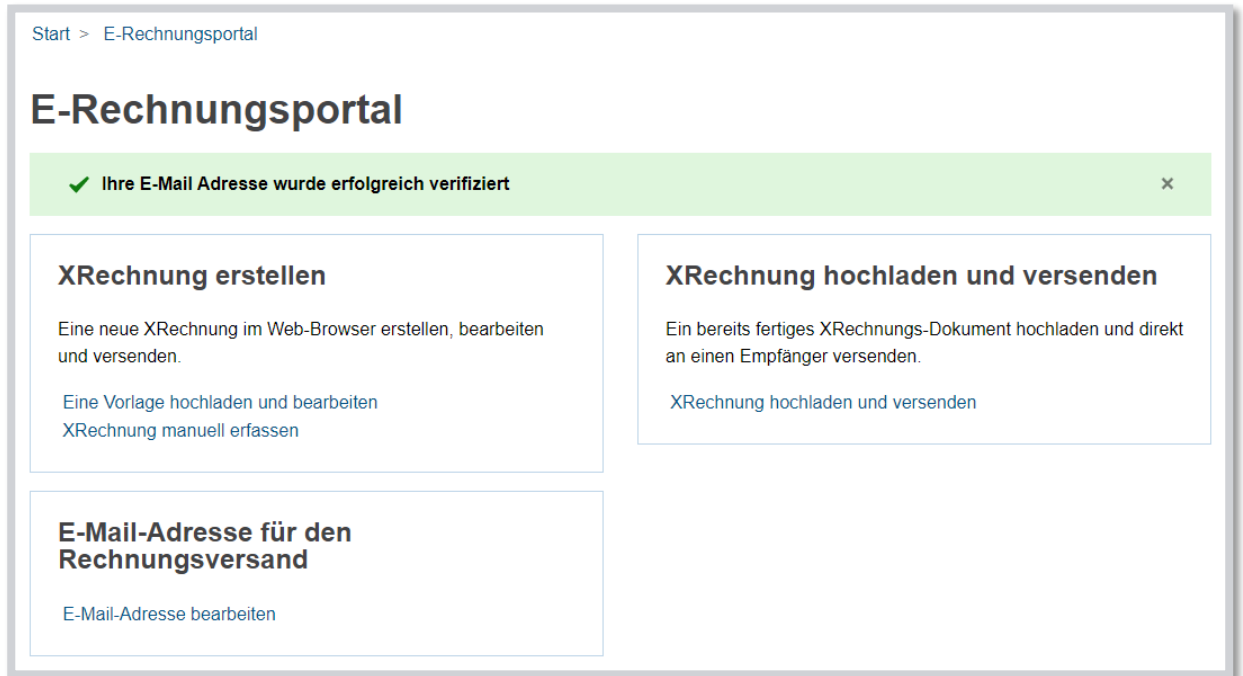 Start > E-Rechnungsportal
E-Rechnungsportal
Ihre E-Mail Adresse wurde erfolgreich verifiziert
XRechnung erstellen
Eine neue XRechnung im Web-Browser erstellen, bearbeiten
und versenden.
Eine Vorlage hochladen und bearbeiten
XRechnung manuell erfassen
XRechnung hochladen und versenden
Ein bereits fertiges XRechnungs-Dokument hochladen und direkt
an einen Empfänger versenden.
XRechnung hochladen und versenden
E-Mail-Adresse für den
Rechnungsversand
E-Mail-Adresse bearbeiten